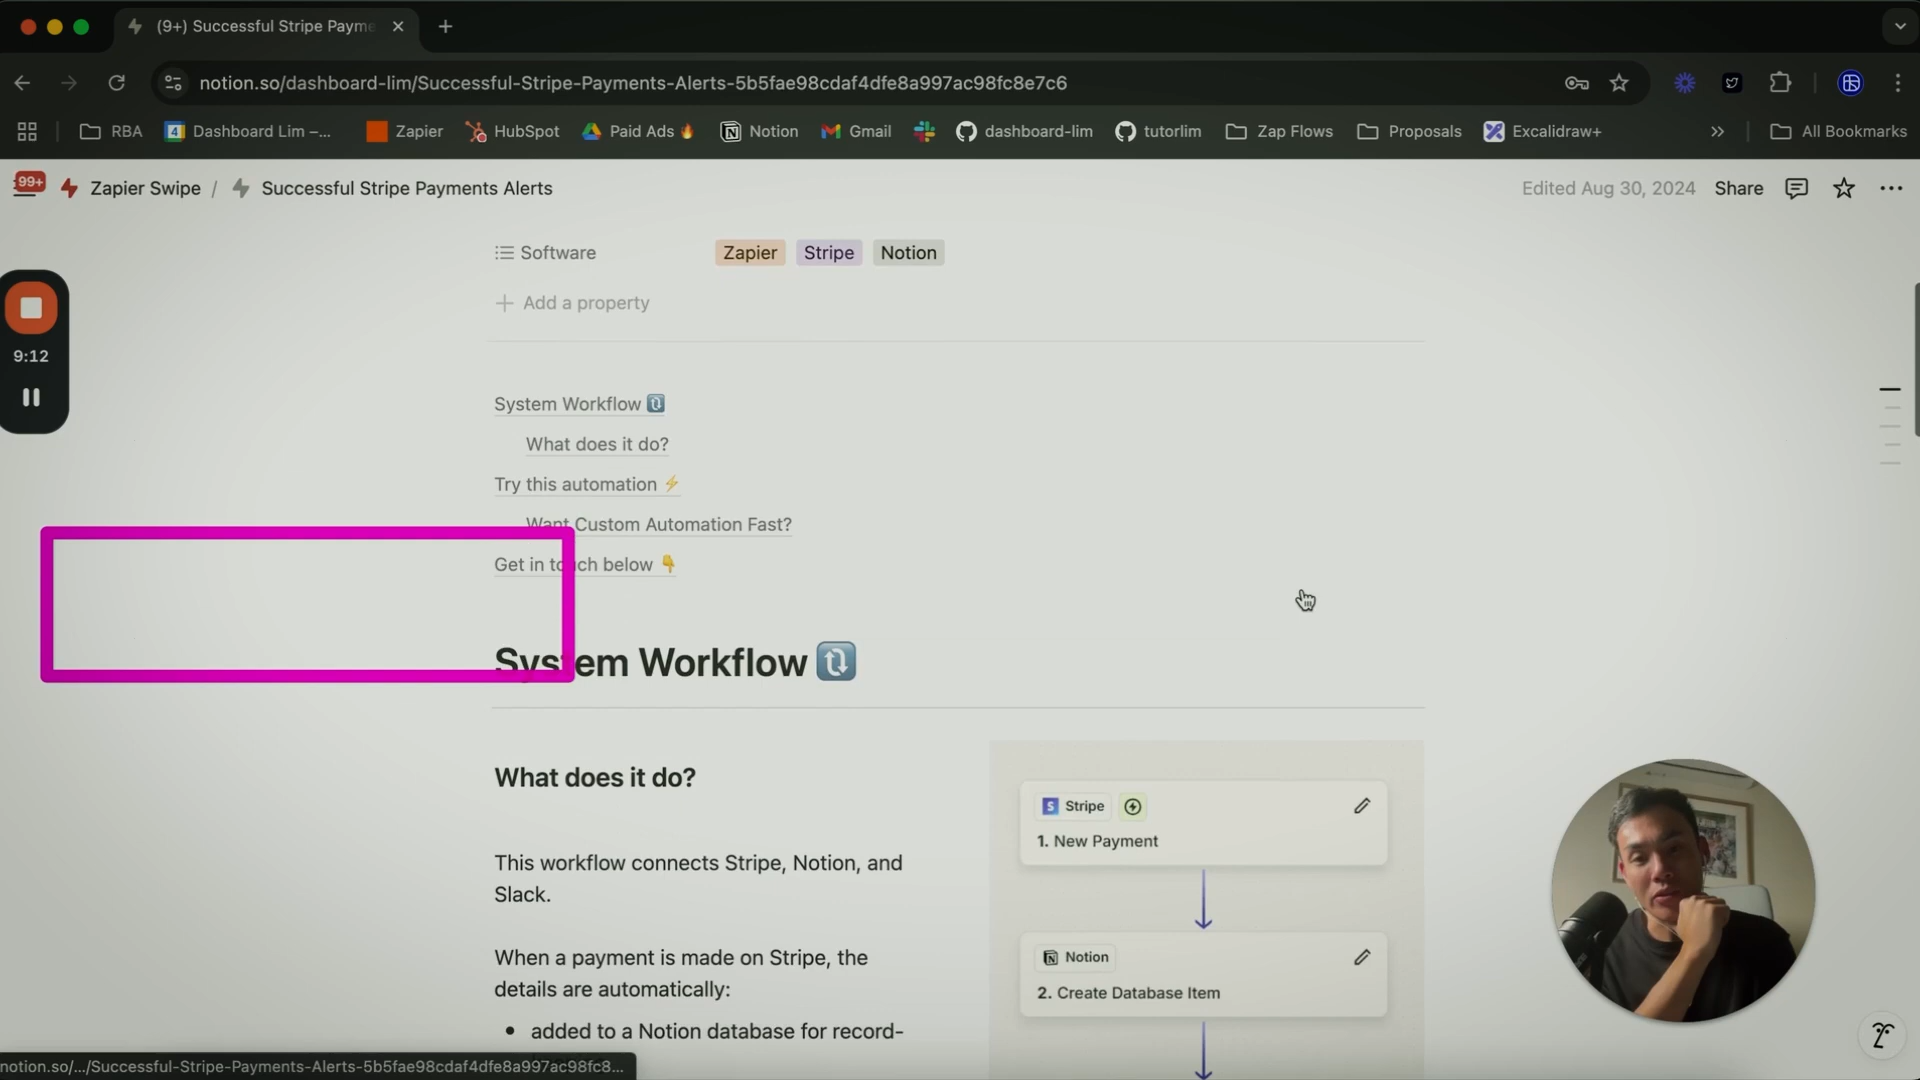 (9+) Successful Stripe Payme
notion.so/dashboard-lim/Successful-Stripe-Payments-Alerts-5b5fae98cdaf4dfe8a997ac98fc8e7c6
RBA
4 Dashboard Lim –...
Zapier
HubSpot
Paid Ads 🔥
Notion
Gmail
dashboard-lim
tutorlim
Zap Flows
Proposals
Excalidraw+
All Bookmarks
99+
Zapier Swipe / Successful Stripe Payments Alerts
Edited Aug 30, 2024 Share
Software Zapier Stripe Notion
Add a property
9:12
System Workflow 🔃
What does it do?
Try this automation ⚡
Want Custom Automation Fast?
Get in touch below 👇
System Workflow 🔃
What does it do?
This workflow connects Stripe, Notion, and
Slack.
When a payment is made on Stripe, the
details are automatically:
• added to a Notion database for record-
S Stripe
1. New Payment
Notion
2. Create Database Item
notion.so/.../Successful-Stripe-Payments-Alerts-5b5fae98cdaf4dfe8a997ac98fc8...